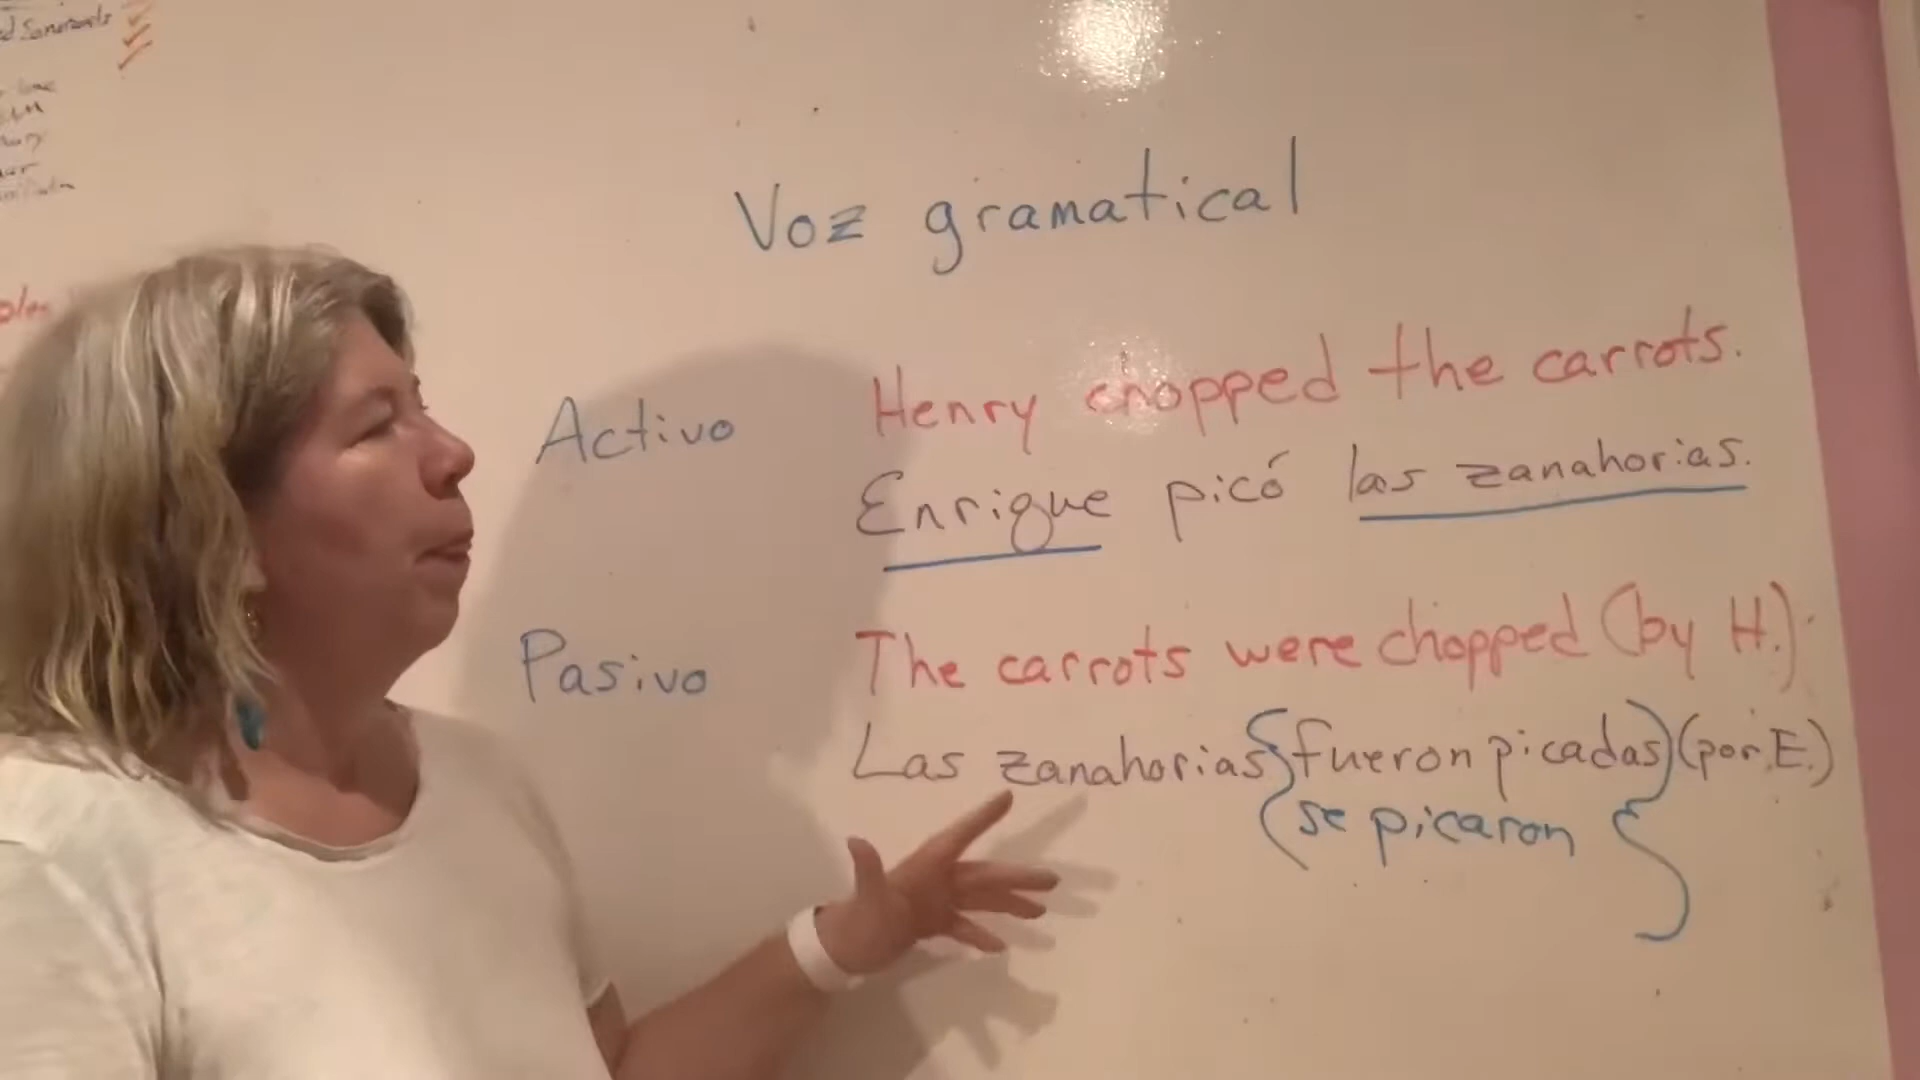 Voz gramatical
Activo
Henry chopped the carrots.
Enrique picó las zanahorias.
Pasivo
The carrots were chopped (by H.)
Las zanahorias {fueron picadas} (por E.)
{se picaron}